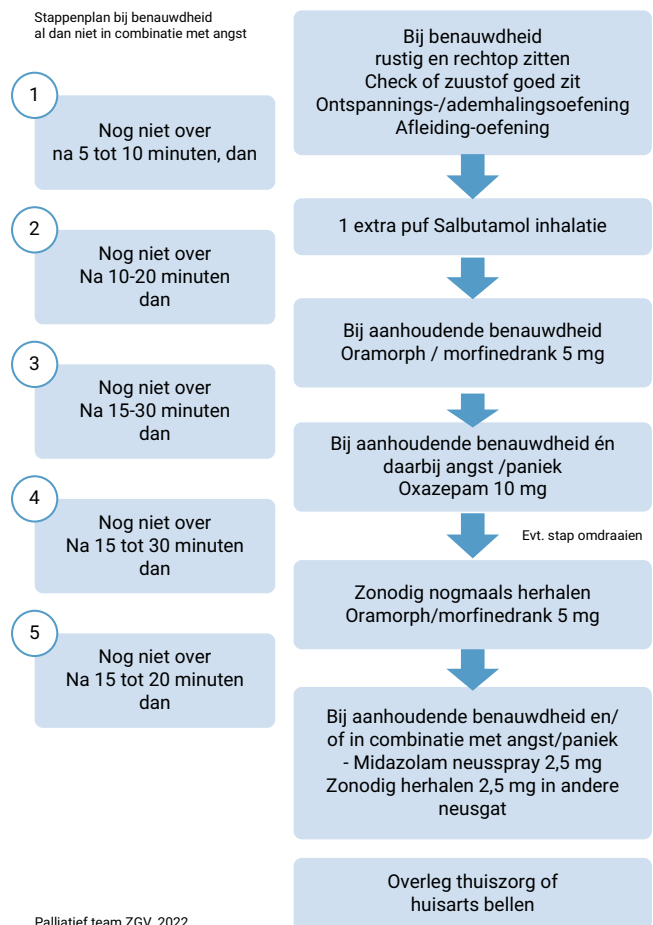 Stappenplan bij benauwdheid
al dan niet in combinatie met angst
Bij benauwdheid
rustig en rechtop zitten
Check of zuustof goed zit
Ontspannings-/ademhalingsoefening
Afleiding-oefening
1
Nog niet over
na 5 tot 10 minuten, dan
1 extra puf Salbutamol inhalatie
2
Nog niet over
Na 10-20 minuten
dan
Bij aanhoudende benauwdheid
Oramorph / morfinedrank 5 mg
3
Nog niet over
Na 15-30 minuten
dan
Bij aanhoudende benauwdheid én
daarbij angst /paniek
Oxazepam 10 mg
Evt. stap omdraaien
4
Nog niet over
Na 15 tot 30 minuten
dan
Zonodig nogmaals herhalen
Oramorph/morfinedrank 5 mg
5
Nog niet over
Na 15 tot 20 minuten
dan
Bij aanhoudende benauwdheid en/
of in combinatie met angst/paniek
- Midazolam neusspray 2,5 mg
Zonodig herhalen 2,5 mg in andere
neusgat
Overleg thuiszorg of
huisarts bellen
Palliatief team ZGV, 2022